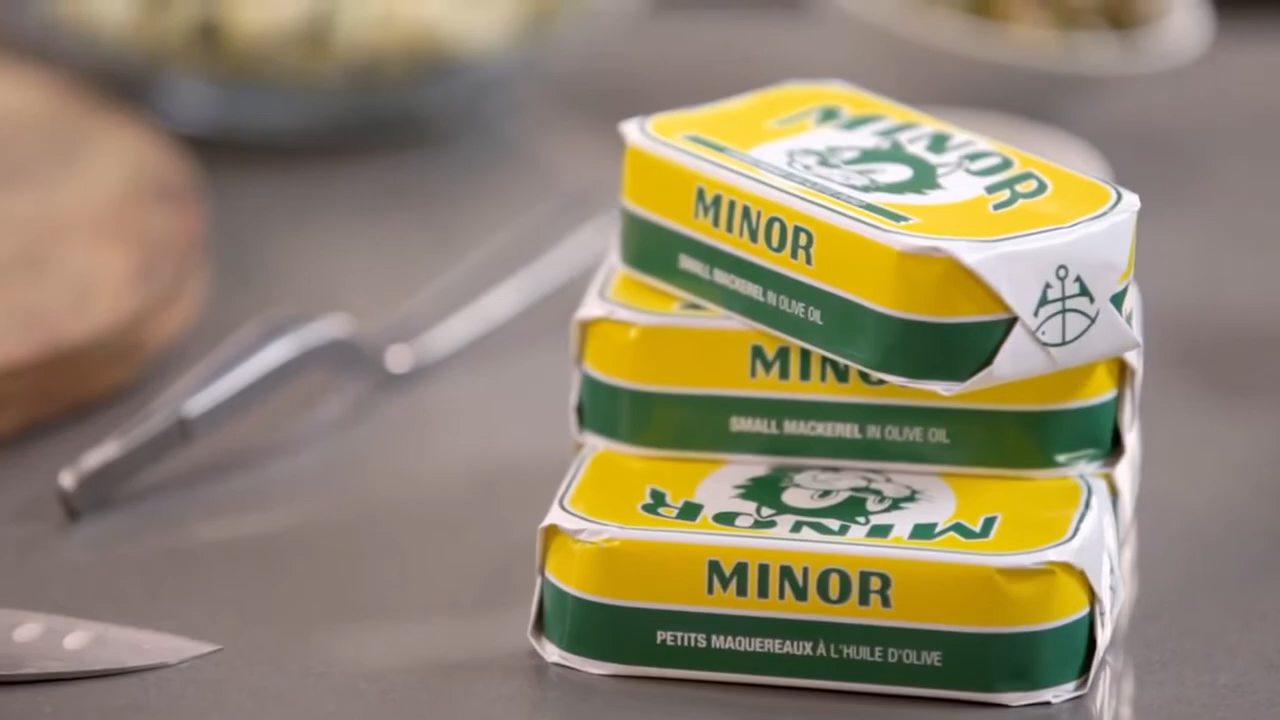 MINOR
MINOR
SMALL MACKEREL IN OLIVE OIL
SMALL MACKEREL IN OLIVE OIL
MINOR
MINOR
PETITS MAQUEREAUX À L'HUILE D'OLIVE